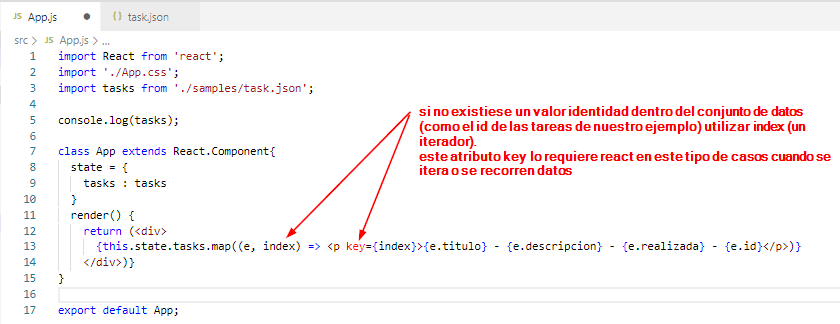 JS App.js ● {} task.json
src > JS App.js > ...
1 import React from 'react';
2 import './App.css';
3 import tasks from './samples/task.json';
4
5 console.log(tasks);
6
7 class App extends React.Component{
8 state = {
9 tasks : tasks
10 }
11 render() {
12 return (<div>
13 {this.state.tasks.map((e, index) => <p key={index}>{e.titulo} - {e.descripcion} - {e.realizada} - {e.id}</p>)}
14 </div>)}
15 }
16
17 export default App;
si no existiese un valor identidad dentro del conjunto de datos
(como el id de las tareas de nuestro ejemplo) utilizar index (un
iterador).
este atributo key lo requiere react en este tipo de casos cuando se
itera o se recorren datos